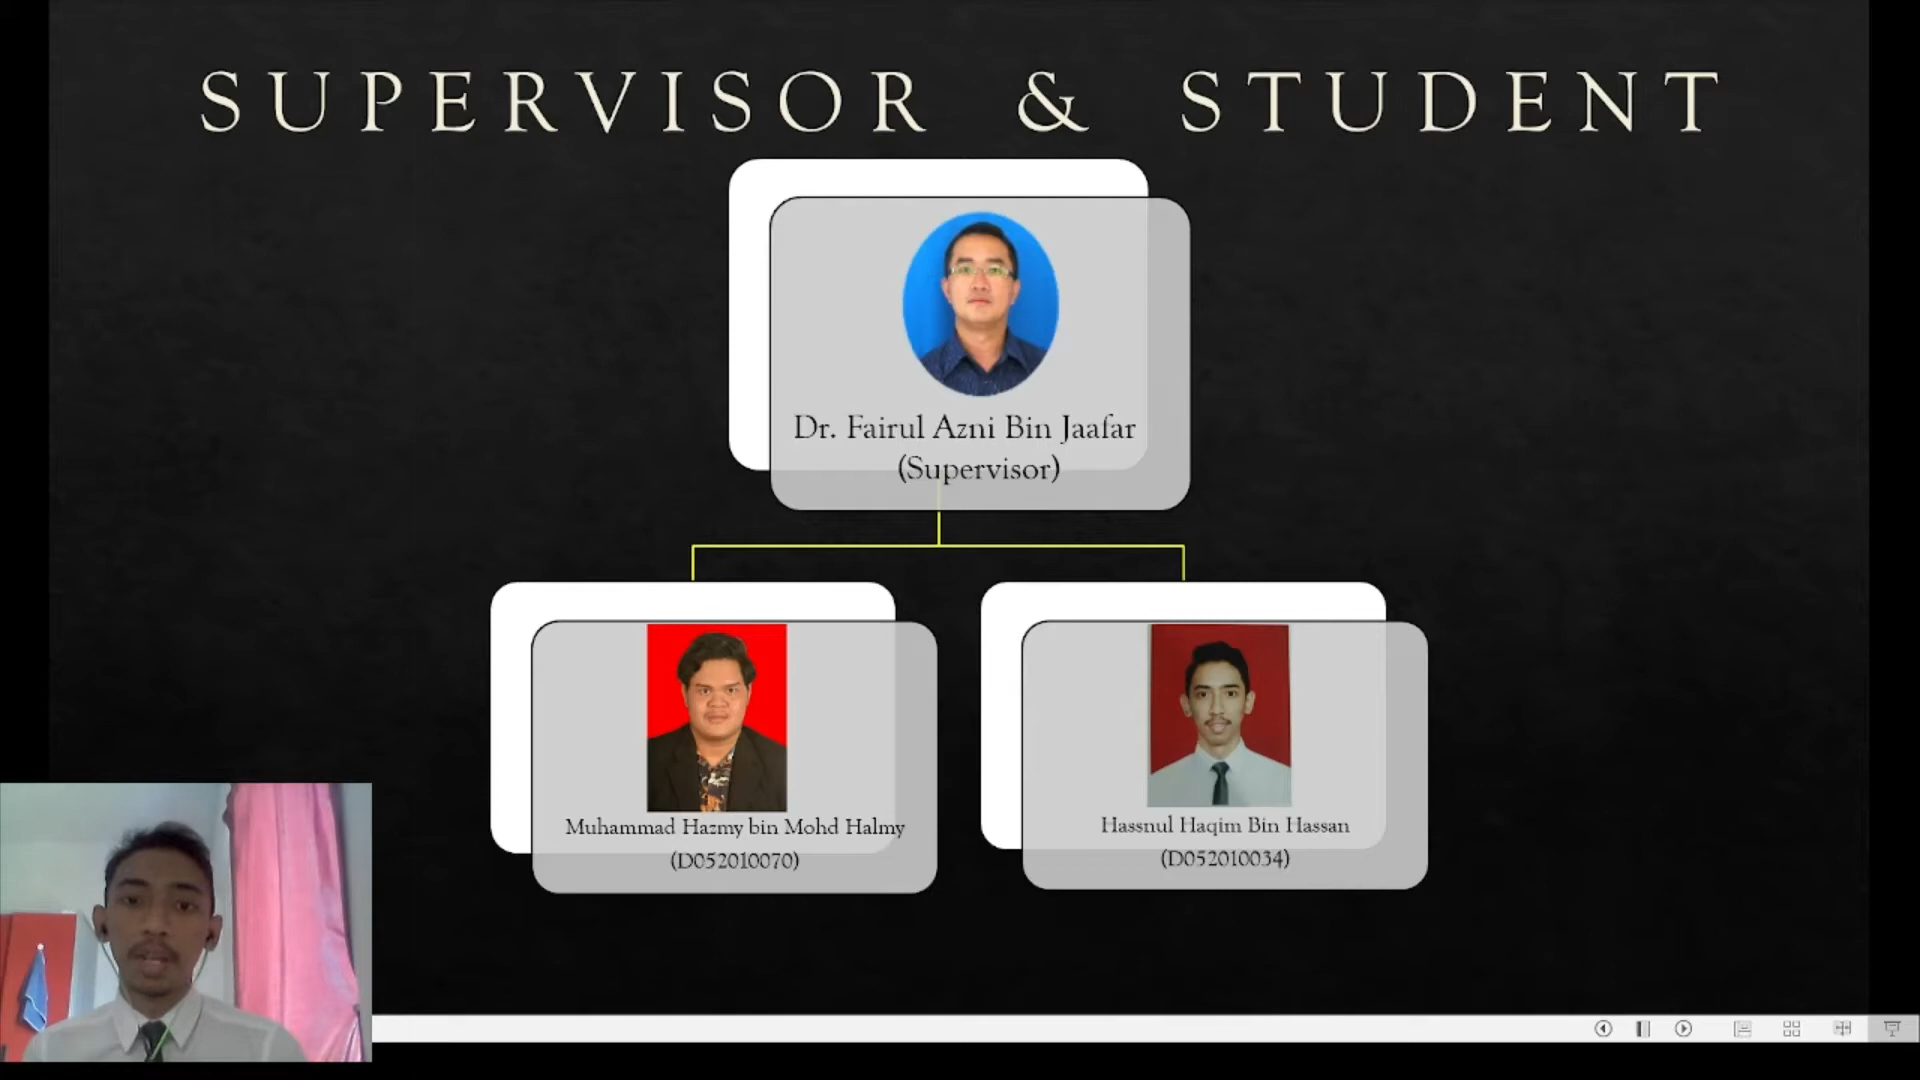 SUPERVISOR & STUDENT
Dr. Fairul Azni Bin Jaafar
(Supervisor)
Muhammad Hazmy bin Mohd Halmy
(D052010070)
Hassnul Haqim Bin Hassan
(D052010034)